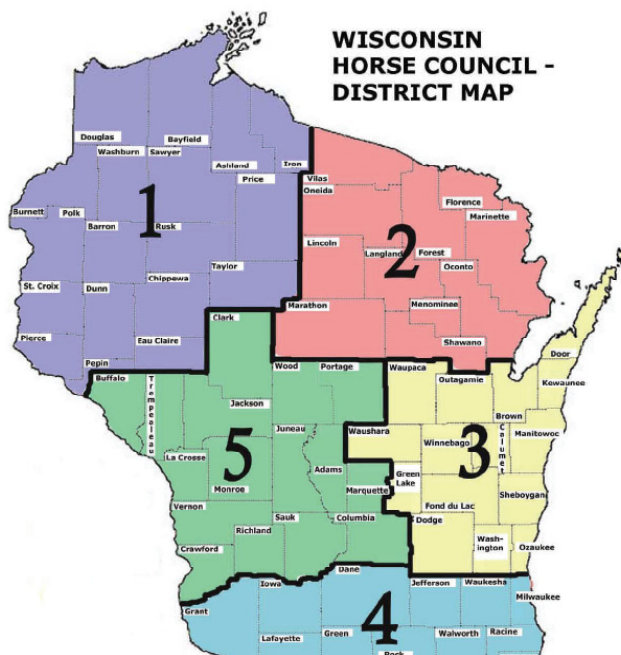 WISCONSIN
HORSE COUNCIL -
DISTRICT MAP
Douglas
Bayfield
Washburn
Sawyer
Ashland
Iron
Price
Burnett
Polk
1
Barron
Rusk
Taylor
Chippewa
St. Croix
Dunn
Pierce
Eau Claire
Pepin
Vilas
Oneida
Florence
Marinette
Lincoln
Langland
Forest
2
Oconto
Marathon
Menominee
Shawano
Clark
Buffalo
Trempealeau
Wood
Portage
Jackson
Juneau
La Crosse
5
Adams
Monroe
Marquette
Vernon
Sauk
Columbia
Richland
Crawford
Waupaca
Outagamie
Door
Kewaunee
Brown
Waushara
Winnebago
Calumet
Manitowoc
3
Green
Lake
Sheboygan
Fond du Lac
Dodge
Wash-
ington
Ozaukee
Grant
Iowa
Dane
Jefferson
Waukesha
Milwaukee
4
Lafayette
Green
Walworth
Racine
Rock